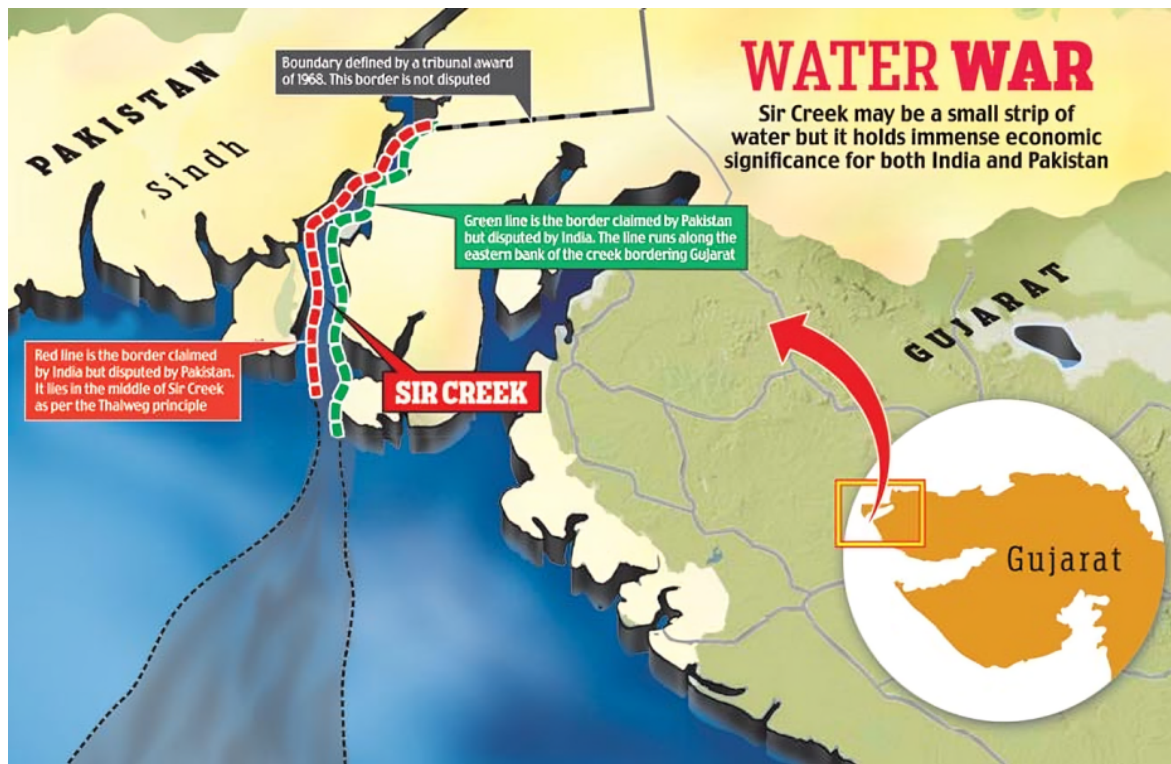 WATER WAR
Sir Creek may be a small strip of
water but it holds immense economic
significance for both India and Pakistan
Boundary defined by a tribunal award
of 1968. This border is not disputed
PAKISTAN
Sindh
Green line is the border claimed by Pakistan
but disputed by India. The line runs along the
eastern bank of the creek bordering Gujarat
GUJARAT
Red line is the border claimed
by India but disputed by Pakistan.
It lies in the middle of Sir Creek
as per the Thalweg principle
SIR CREEK
Gujarat